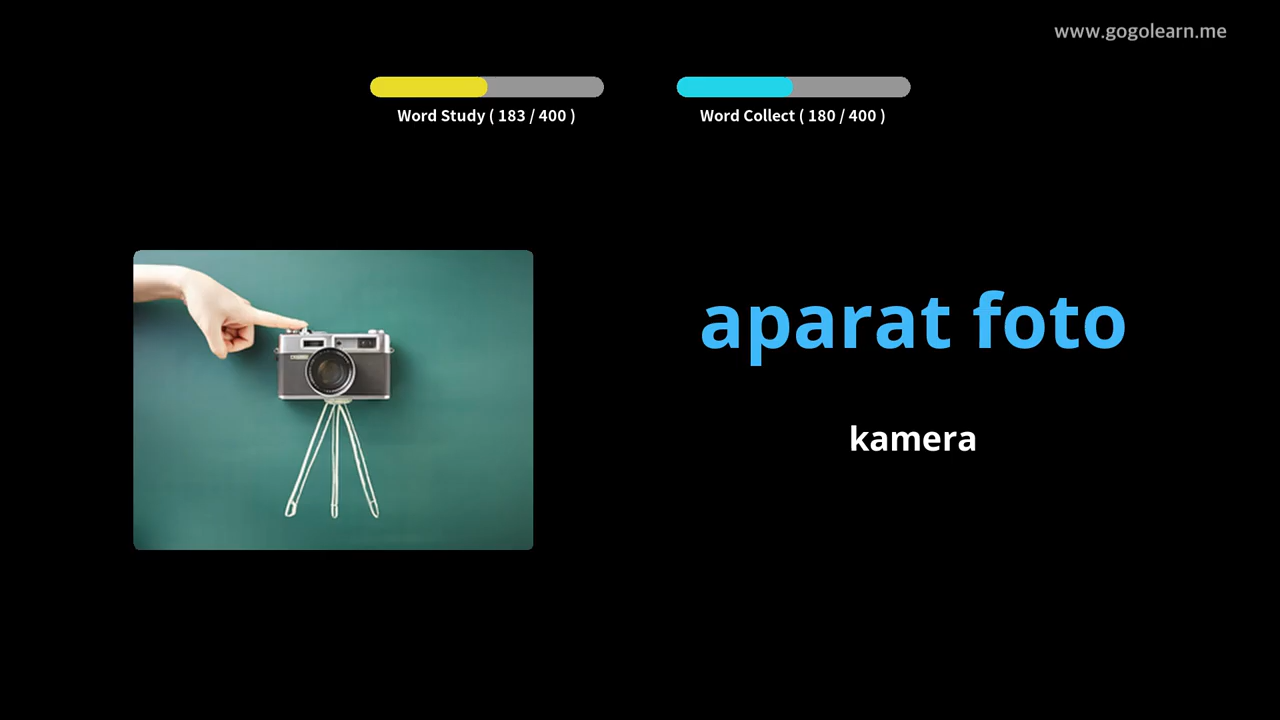 www.gogolearn.me
Word Study ( 183 / 400 )
Word Collect ( 180 / 400 )
aparat foto
kamera